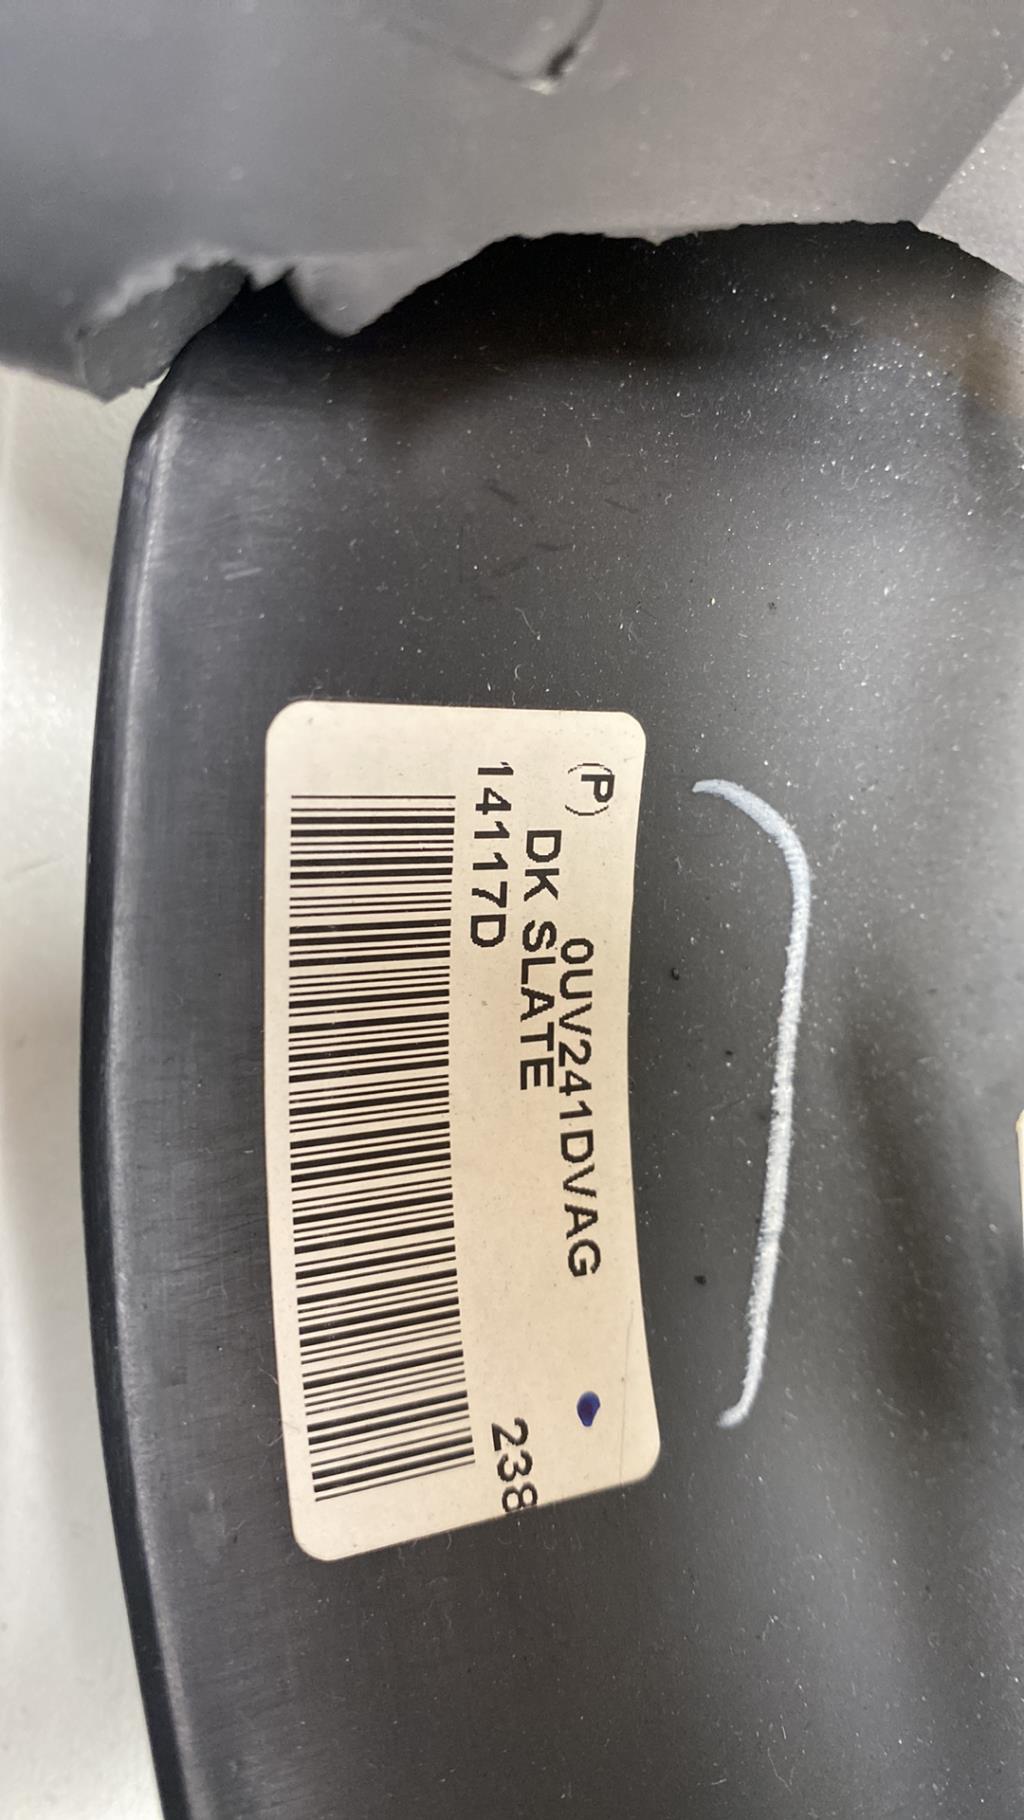 (P) 0UV241DVAG
DK SLATE
14117D 238